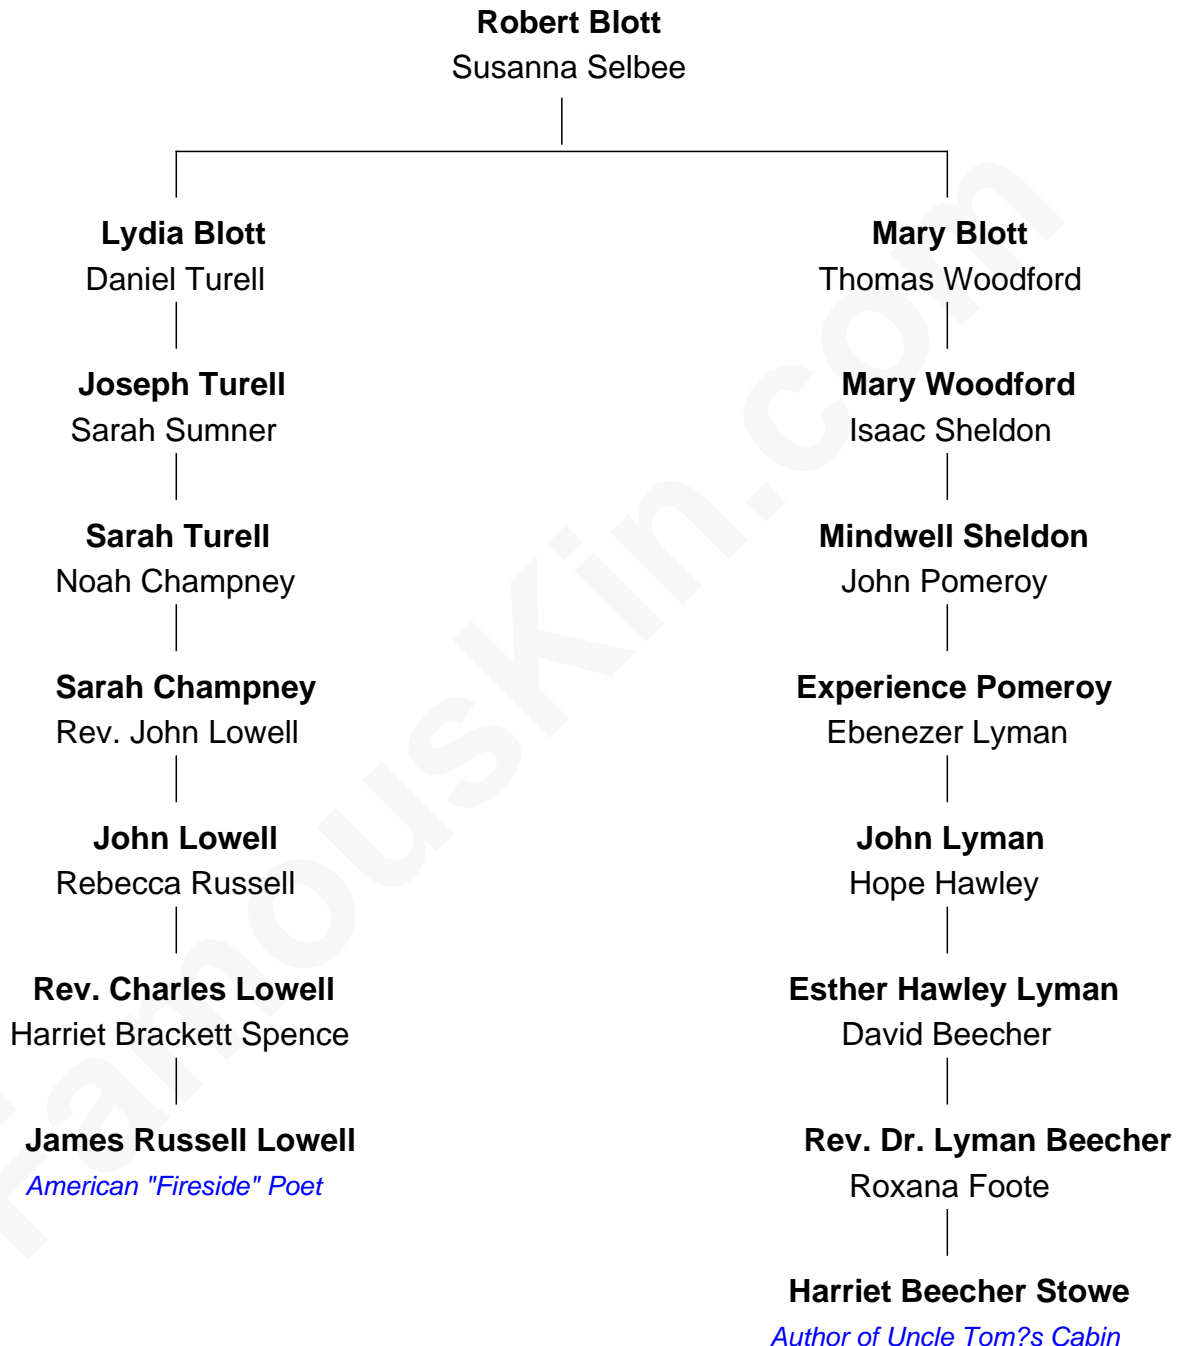 Robert Blott
Susanna Selbee
Lydia Blott
Daniel Turell
Joseph Turell
Sarah Sumner
Sarah Turell
Noah Champney
Sarah Champney
Rev. John Lowell
John Lowell
Rebecca Russell
Rev. Charles Lowell
Harriet Brackett Spence
James Russell Lowell
American "Fireside" Poet
Mary Blott
Thomas Woodford
Mary Woodford
Isaac Sheldon
Mindwell Sheldon
John Pomeroy
Experience Pomeroy
Ebenezer Lyman
John Lyman
Hope Hawley
Esther Hawley Lyman
David Beecher
Rev. Dr. Lyman Beecher
Roxana Foote
Harriet Beecher Stowe
Author of Uncle Tom?s Cabin
FamousKin.com